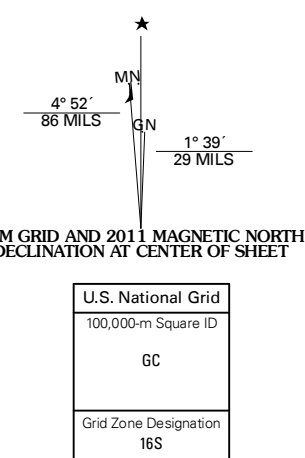 MN
4° 52´
86 MILS
GN
1° 39´
29 MILS
M GRID AND 2011 MAGNETIC NORTH
DECLINATION AT CENTER OF SHEET
U.S. National Grid
100,000-m Square ID
GC
Grid Zone Designation
16S